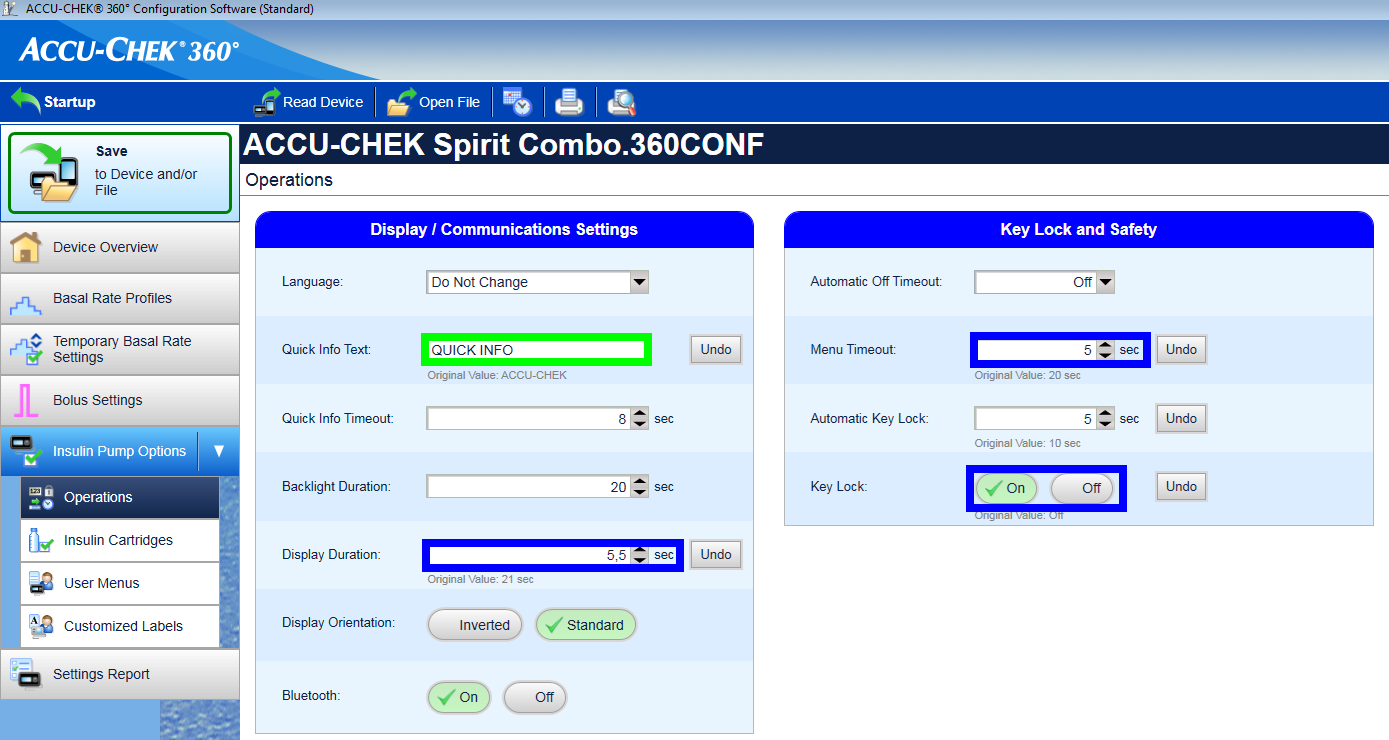 ACCU-CHEK® 360° Configuration Software (Standard)
ACCU-CHEK® 360°
Startup
Read Device
Open File
Save
to Device and/or
File
Device Overview
Basal Rate Profiles
Temporary Basal Rate
Settings
Bolus Settings
Insulin Pump Options
Operations
Insulin Cartridges
User Menus
Customized Labels
Settings Report
ACCU-CHEK Spirit Combo.360CONF
Operations
Display / Communications Settings
Language: Do Not Change
Quick Info Text: QUICK INFO Undo
Original Value: ACCU-CHEK
Quick Info Timeout: 8 sec
Backlight Duration: 20 sec
Display Duration: 5,5 sec Undo
Original Value: 21 sec
Display Orientation: Inverted Standard
Bluetooth: On Off
Key Lock and Safety
Automatic Off Timeout: Off
Menu Timeout: 5 sec Undo
Original Value: 20 sec
Automatic Key Lock: 5 sec Undo
Original Value: 10 sec
Key Lock: On Off Undo
Original Value: Off